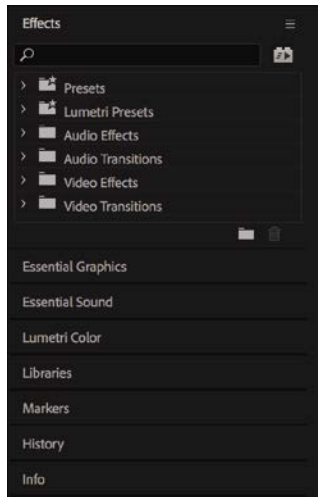 Effects
Presets
Lumetri Presets
Audio Effects
Audio Transitions
Video Effects
Video Transitions
Essential Graphics
Essential Sound
Lumetri Color
Libraries
Markers
History
Info